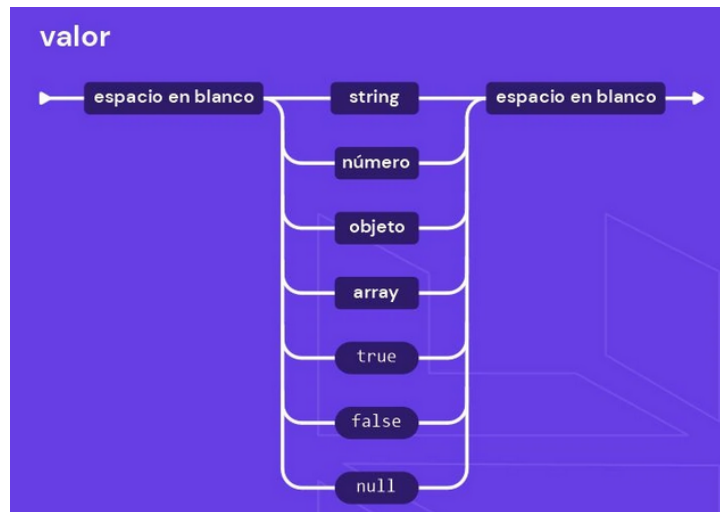 valor
espacio en blanco string espacio en blanco
número
objeto
array
true
false
null